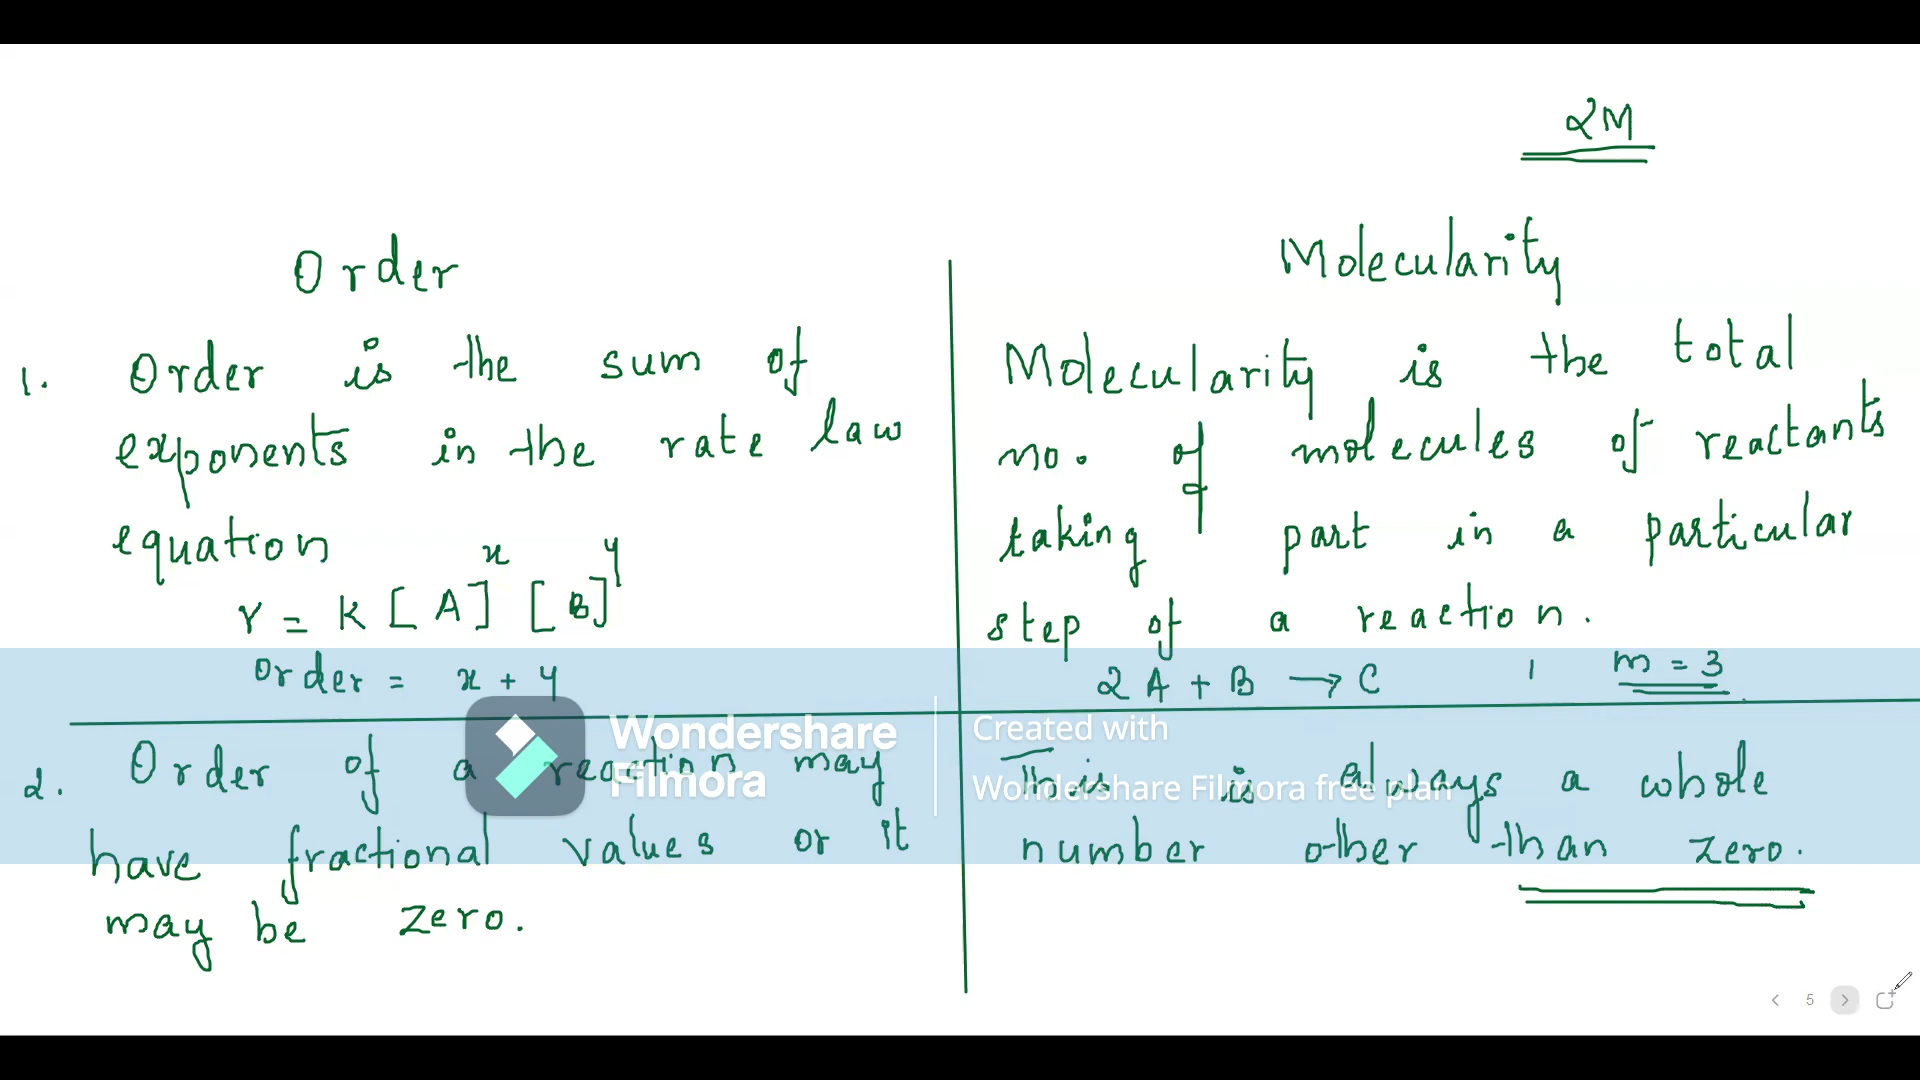 2M
Order
Molecularity
1. Order is the sum of
exponents in the rate law
equation
r = K [A]^x [B]^y
order = x + y
Molecularity is the total
no. of molecules of reactants
taking part in a particular
step of a reaction.
2A + B → C , m = 3
2. Order of a reaction may
have fractional values or it
may be zero.
This is always a whole
number other than zero.
Wondershare
Filmora
Created with
Wondershare Filmora free plan
5